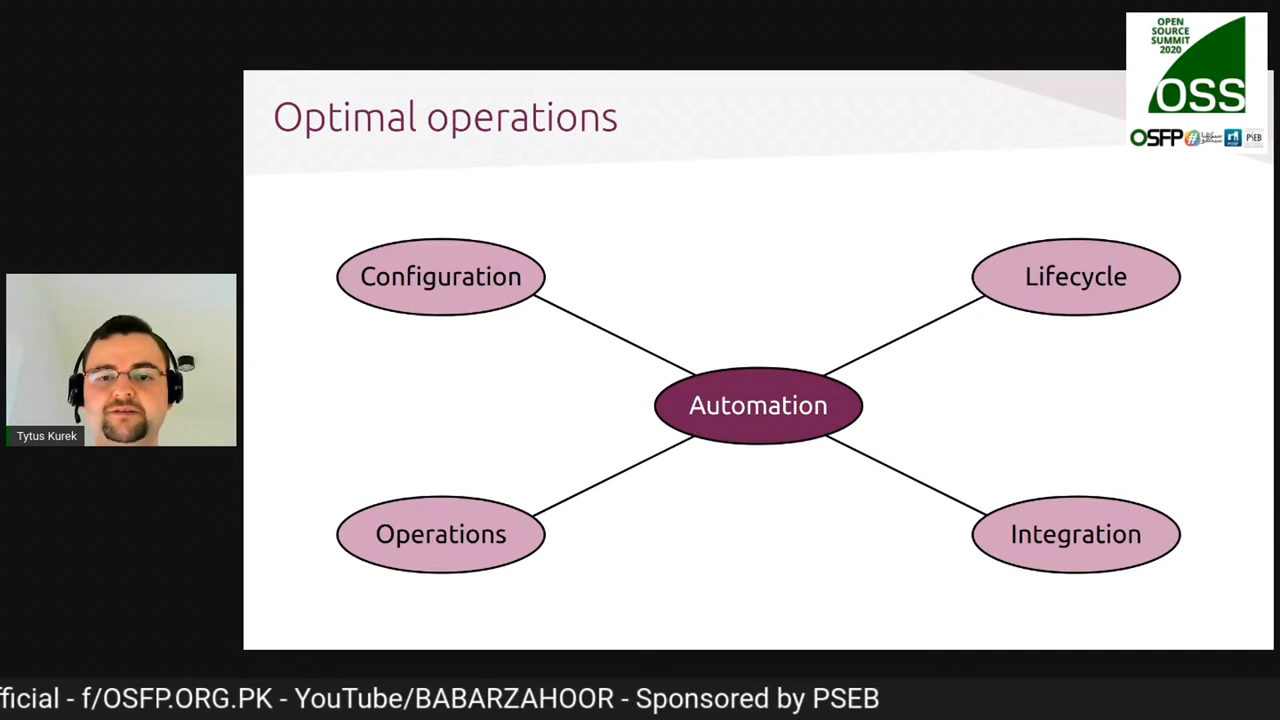 OPEN
SOURCE
SUMMIT
2020
OSS
OSFP
PSEB
Optimal operations
Configuration
Lifecycle
Automation
Operations
Integration
Tytus Kurek
fficial - f/OSFP.ORG.PK - YouTube/BABARZAHOOR - Sponsored by PSEB